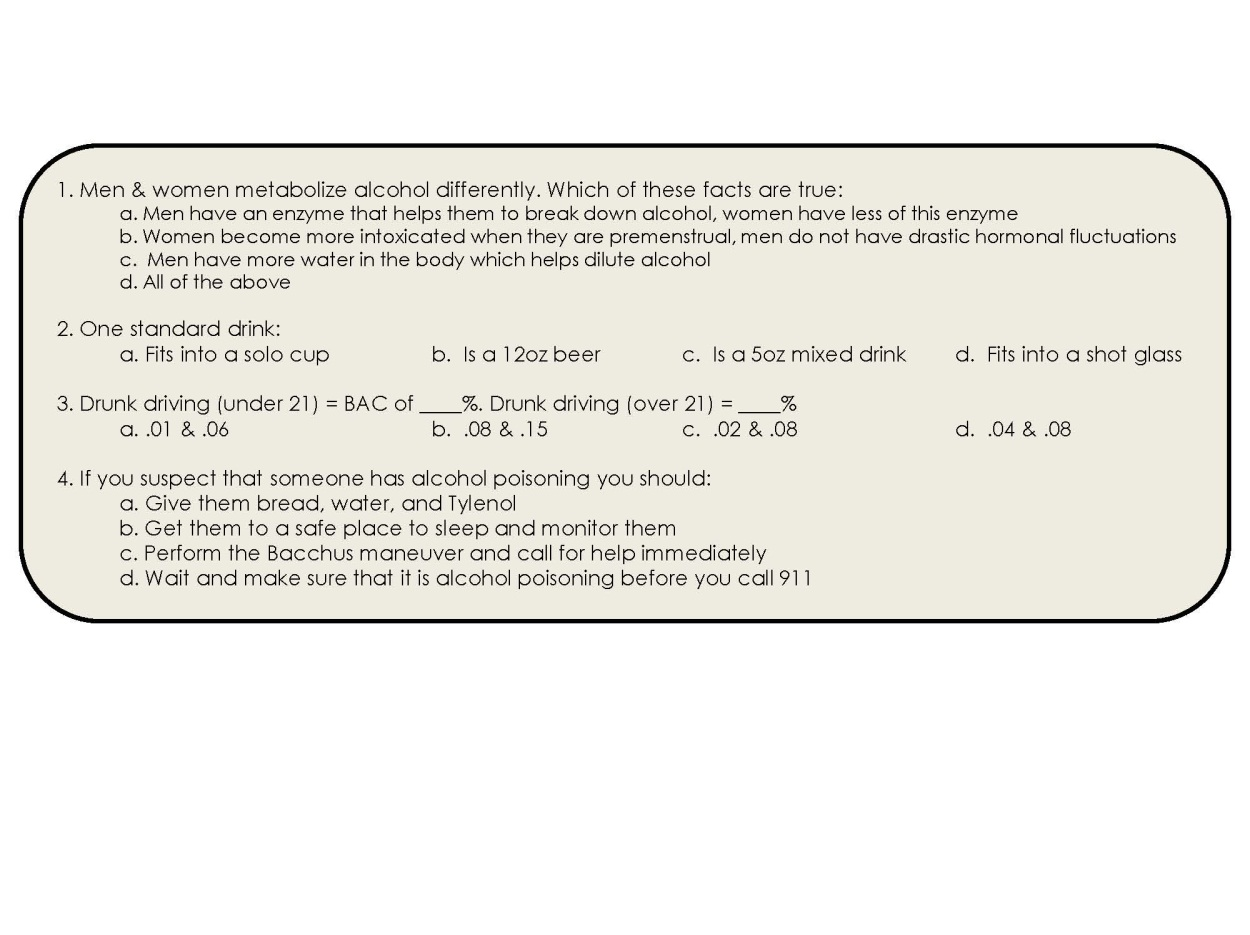 1. Men & women metabolize alcohol differently. Which of these facts are true:
a. Men have an enzyme that helps them to break down alcohol, women have less of this enzyme
b. Women become more intoxicated when they are premenstrual, men do not have drastic hormonal fluctuations
c. Men have more water in the body which helps dilute alcohol
d. All of the above
2. One standard drink:
a. Fits into a solo cup b. Is a 12oz beer c. Is a 5oz mixed drink d. Fits into a shot glass
3. Drunk driving (under 21) = BAC of ____%. Drunk driving (over 21) = ____%
a. .01 & .06 b. .08 & .15 c. .02 & .08 d. .04 & .08
4. If you suspect that someone has alcohol poisoning you should:
a. Give them bread, water, and Tylenol
b. Get them to a safe place to sleep and monitor them
c. Perform the Bacchus maneuver and call for help immediately
d. Wait and make sure that it is alcohol poisoning before you call 911